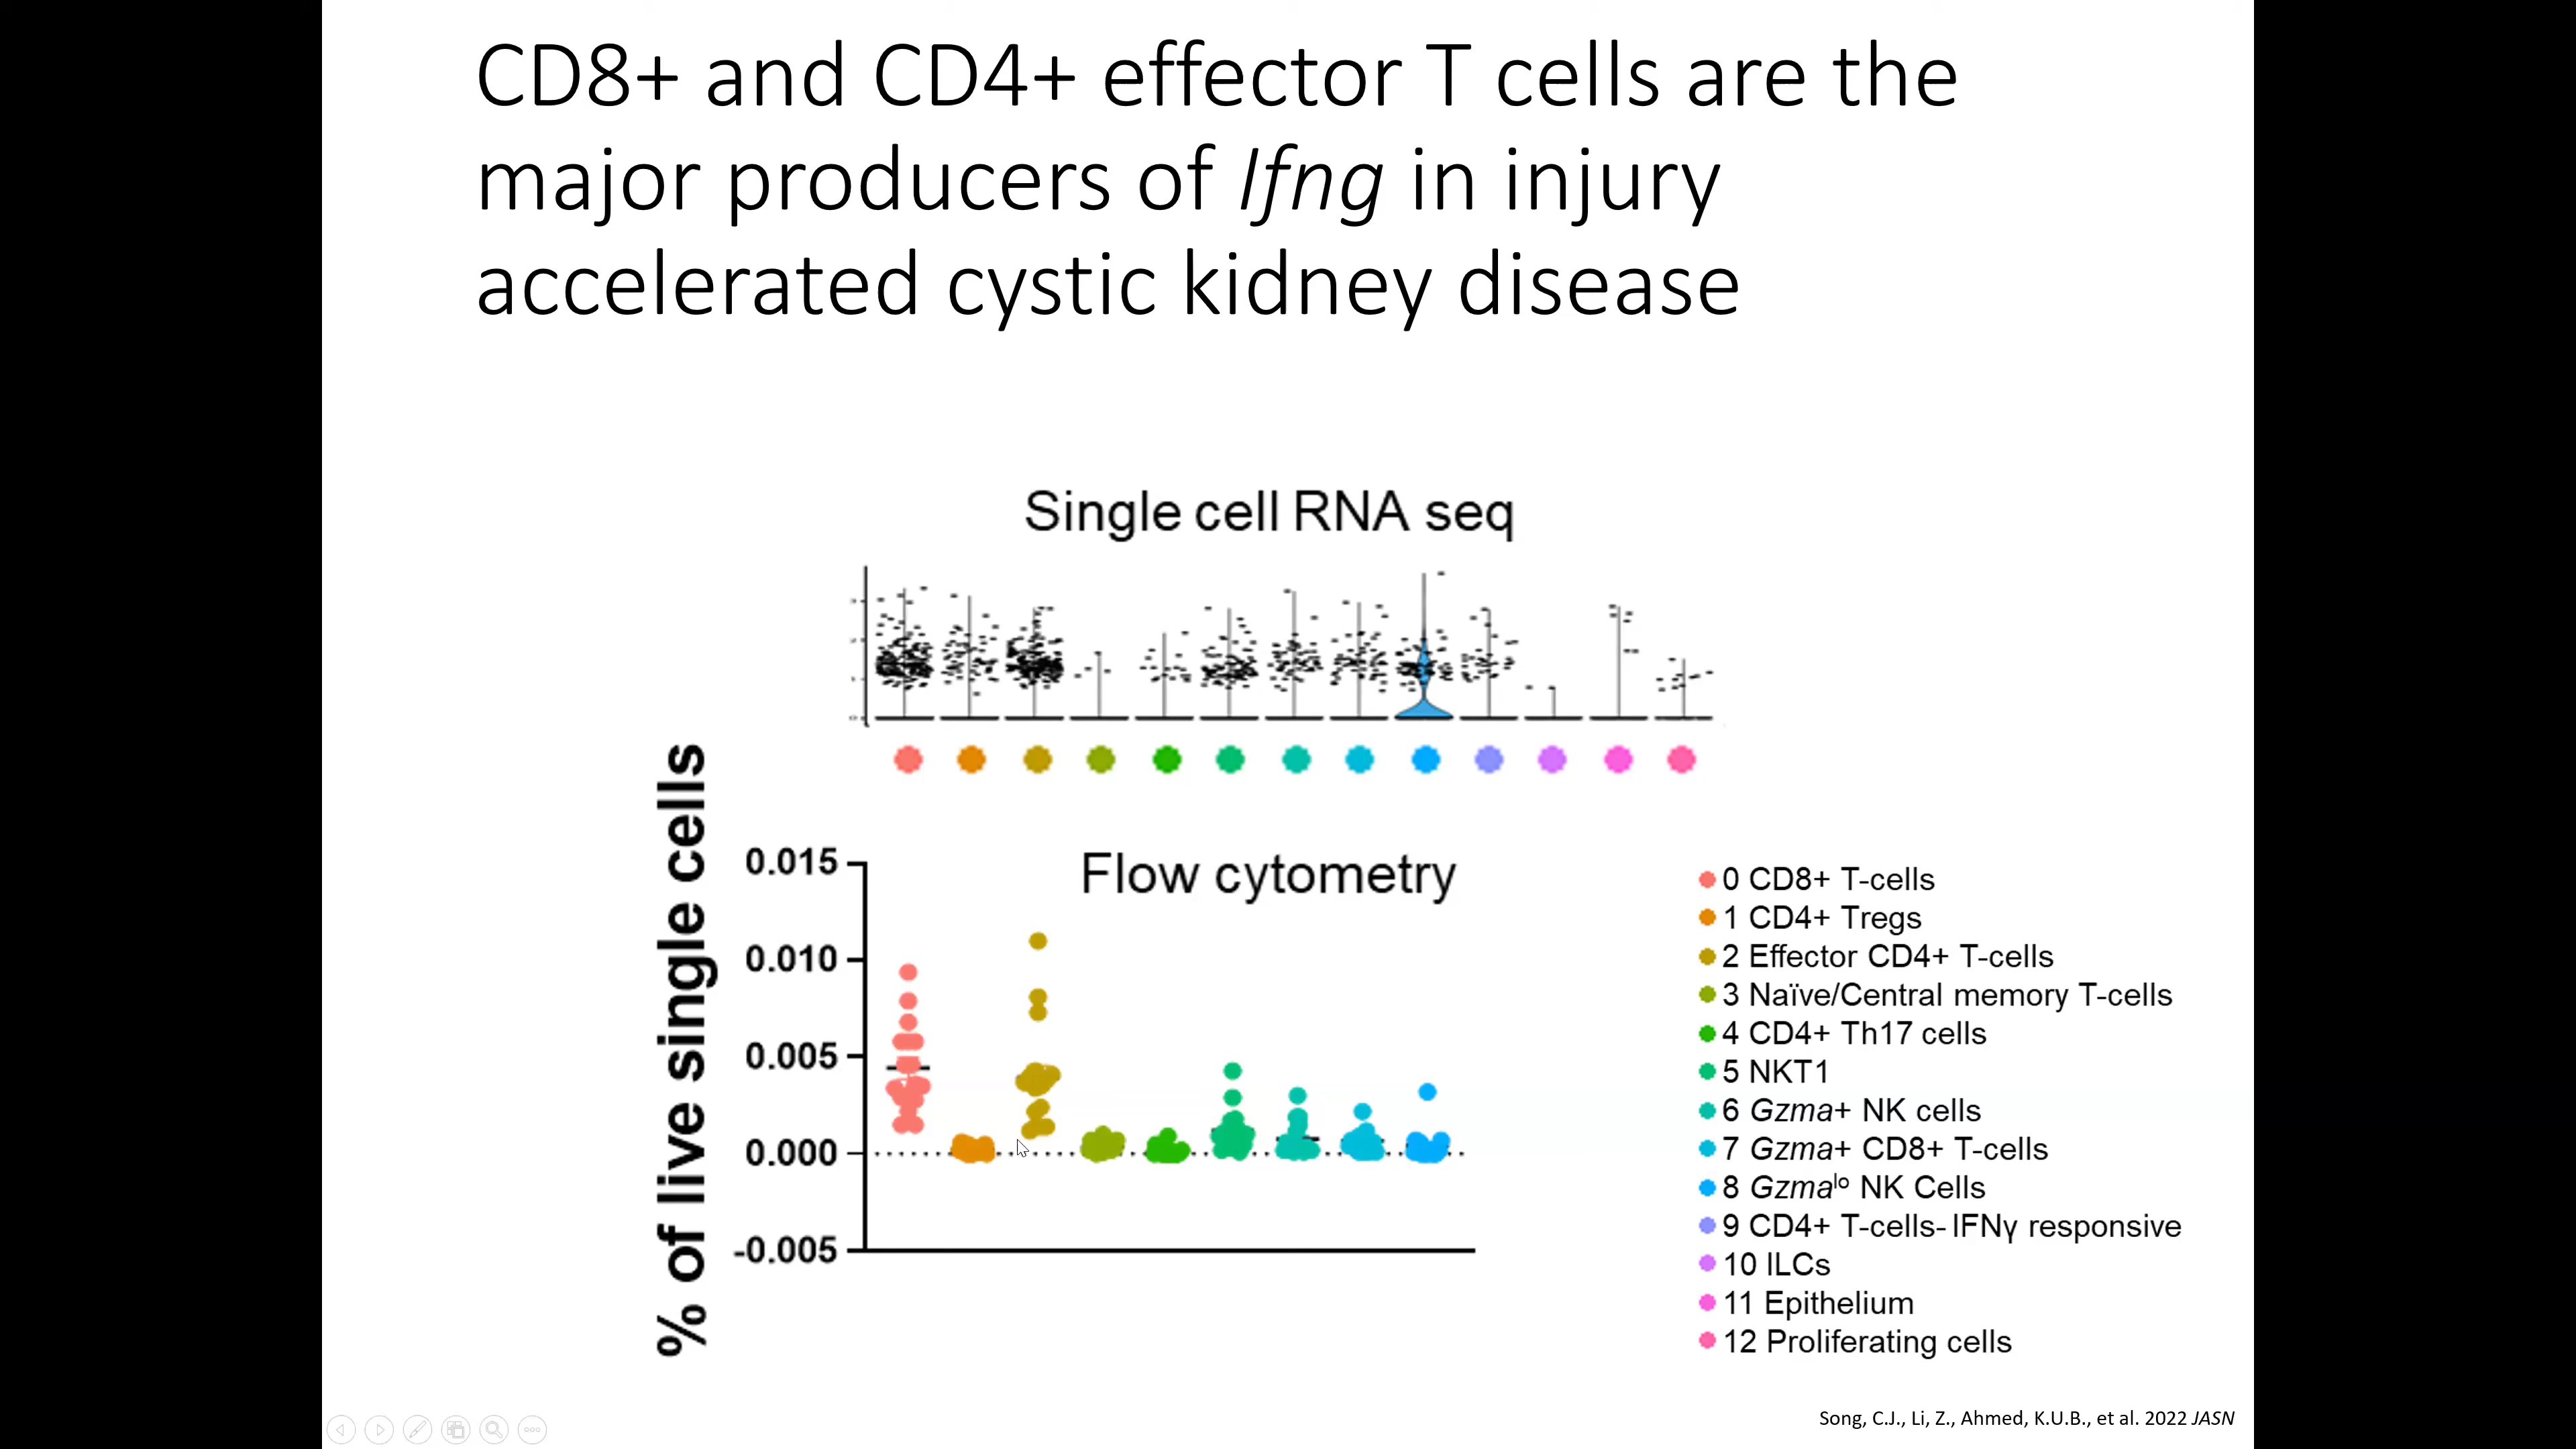 CD8+ and CD4+ effector T cells are the
major producers of Ifng in injury
accelerated cystic kidney disease
Single cell RNA seq
% of live single cells
Flow cytometry
0.015
0.010
0.005
0.000
-0.005
0 CD8+ T-cells
1 CD4+ Tregs
2 Effector CD4+ T-cells
3 Naïve/Central memory T-cells
4 CD4+ Th17 cells
5 NKT1
6 Gzma+ NK cells
7 Gzma+ CD8+ T-cells
8 Gzmalo NK Cells
9 CD4+ T-cells- IFNγ responsive
10 ILCs
11 Epithelium
12 Proliferating cells
Song, C.J., Li, Z., Ahmed, K.U.B., et al. 2022 JASN